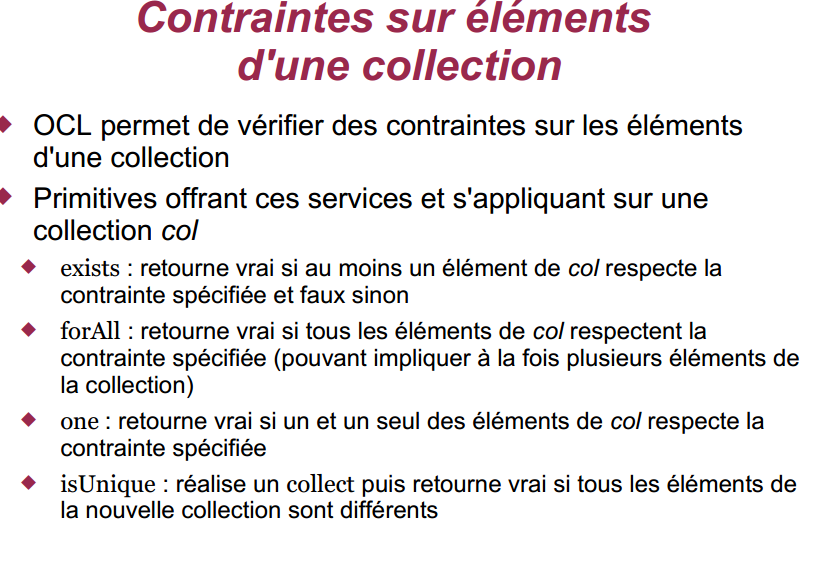 Contraintes sur éléments
d'une collection
OCL permet de vérifier des contraintes sur les éléments
d'une collection
Primitives offrant ces services et s'appliquant sur une
collection col
exists : retourne vrai si au moins un élément de col respecte la
contrainte spécifiée et faux sinon
forAll : retourne vrai si tous les éléments de col respectent la
contrainte spécifiée (pouvant impliquer à la fois plusieurs éléments de
la collection)
one : retourne vrai si un et un seul des éléments de col respecte la
contrainte spécifiée
isUnique : réalise un collect puis retourne vrai si tous les éléments de
la nouvelle collection sont différents